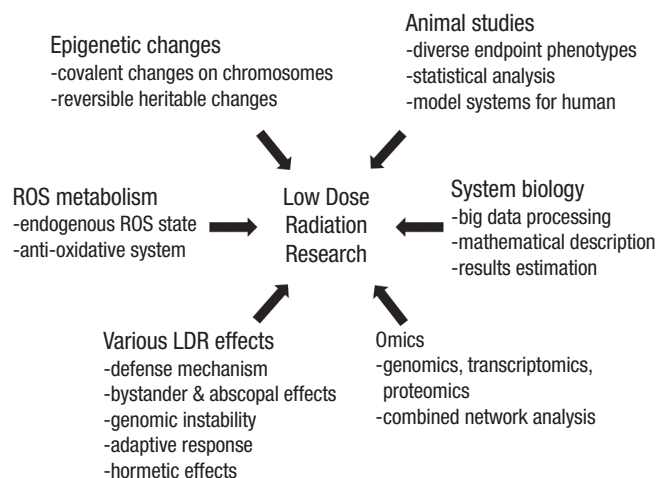 Epigenetic changes
-covalent changes on chromosomes
-reversible heritable changes
Animal studies
-diverse endpoint phenotypes
-statistical analysis
-model systems for human
ROS metabolism
-endogenous ROS state
-anti-oxidative system
Low Dose
Radiation
Research
System biology
-big data processing
-mathematical description
-results estimation
Various LDR effects
-defense mechanism
-bystander & abscopal effects
-genomic instability
-adaptive response
-hormetic effects
Omics
-genomics, transcriptomics,
proteomics
-combined network analysis